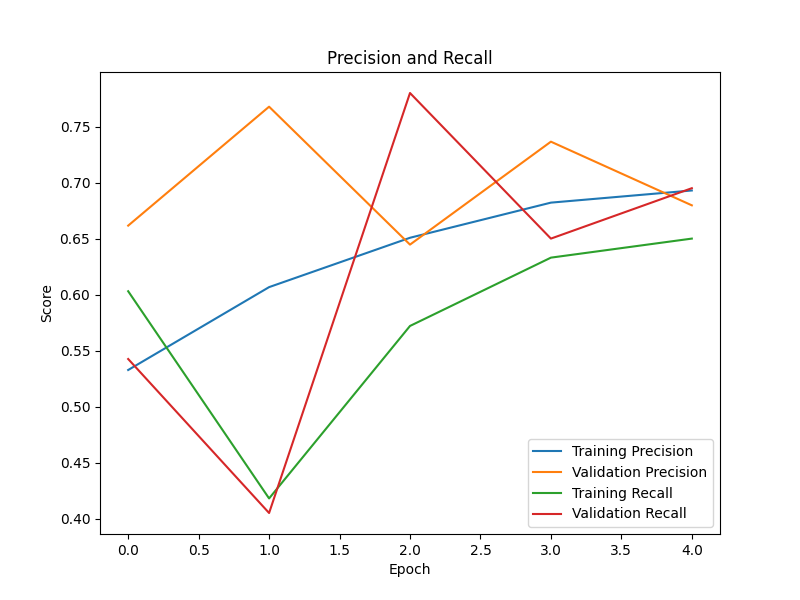 Precision and Recall
Score
0.75
0.70
0.65
0.60
0.55
0.50
0.45
0.40
0.0 0.5 1.0 1.5 2.0 2.5 3.0 3.5 4.0
Epoch
Training Precision
Validation Precision
Training Recall
Validation Recall